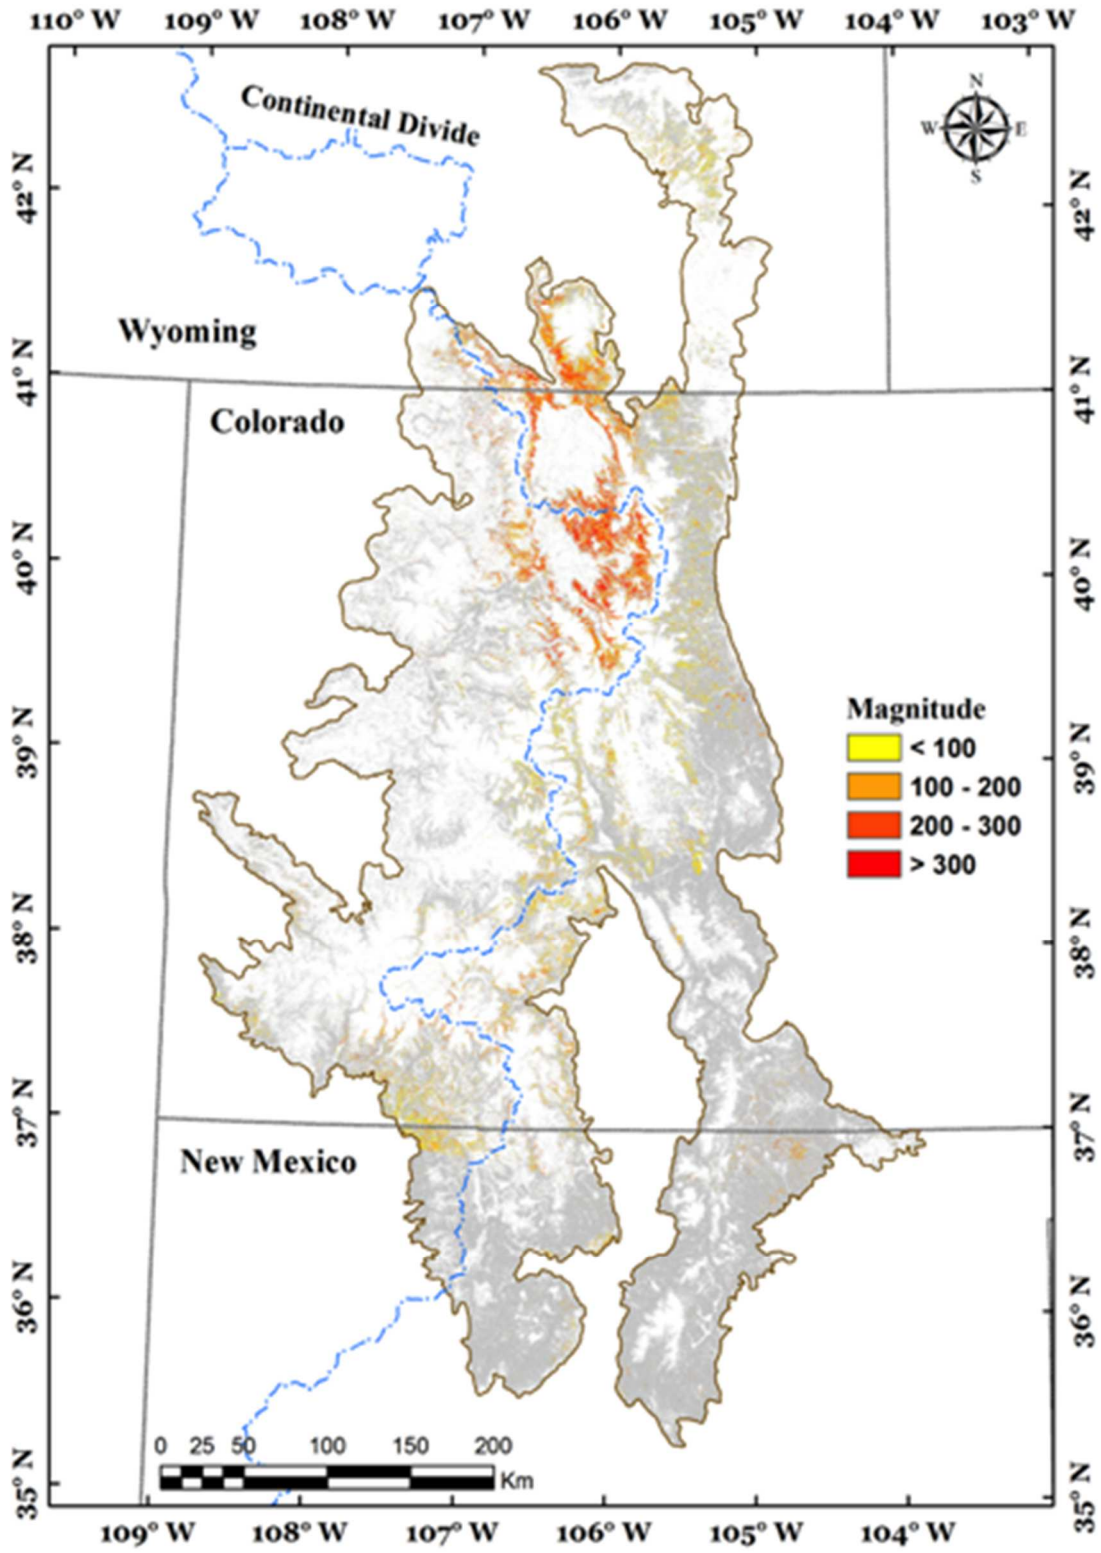 110° W 109° W 108° W 107° W 106° W 105° W 104° W 103° W
N
W E
S
Continental Divide
42° N 42° N
Wyoming
41° N 41° N
Colorado
40° N 40° N
Magnitude
< 100
100 - 200
200 - 300
> 300
39° N 39° N
38° N 38° N
37° N 37° N
New Mexico
36° N 36° N
0 25 50 100 150 200
Km
35° N 35° N
109° W 108° W 107° W 106° W 105° W 104° W